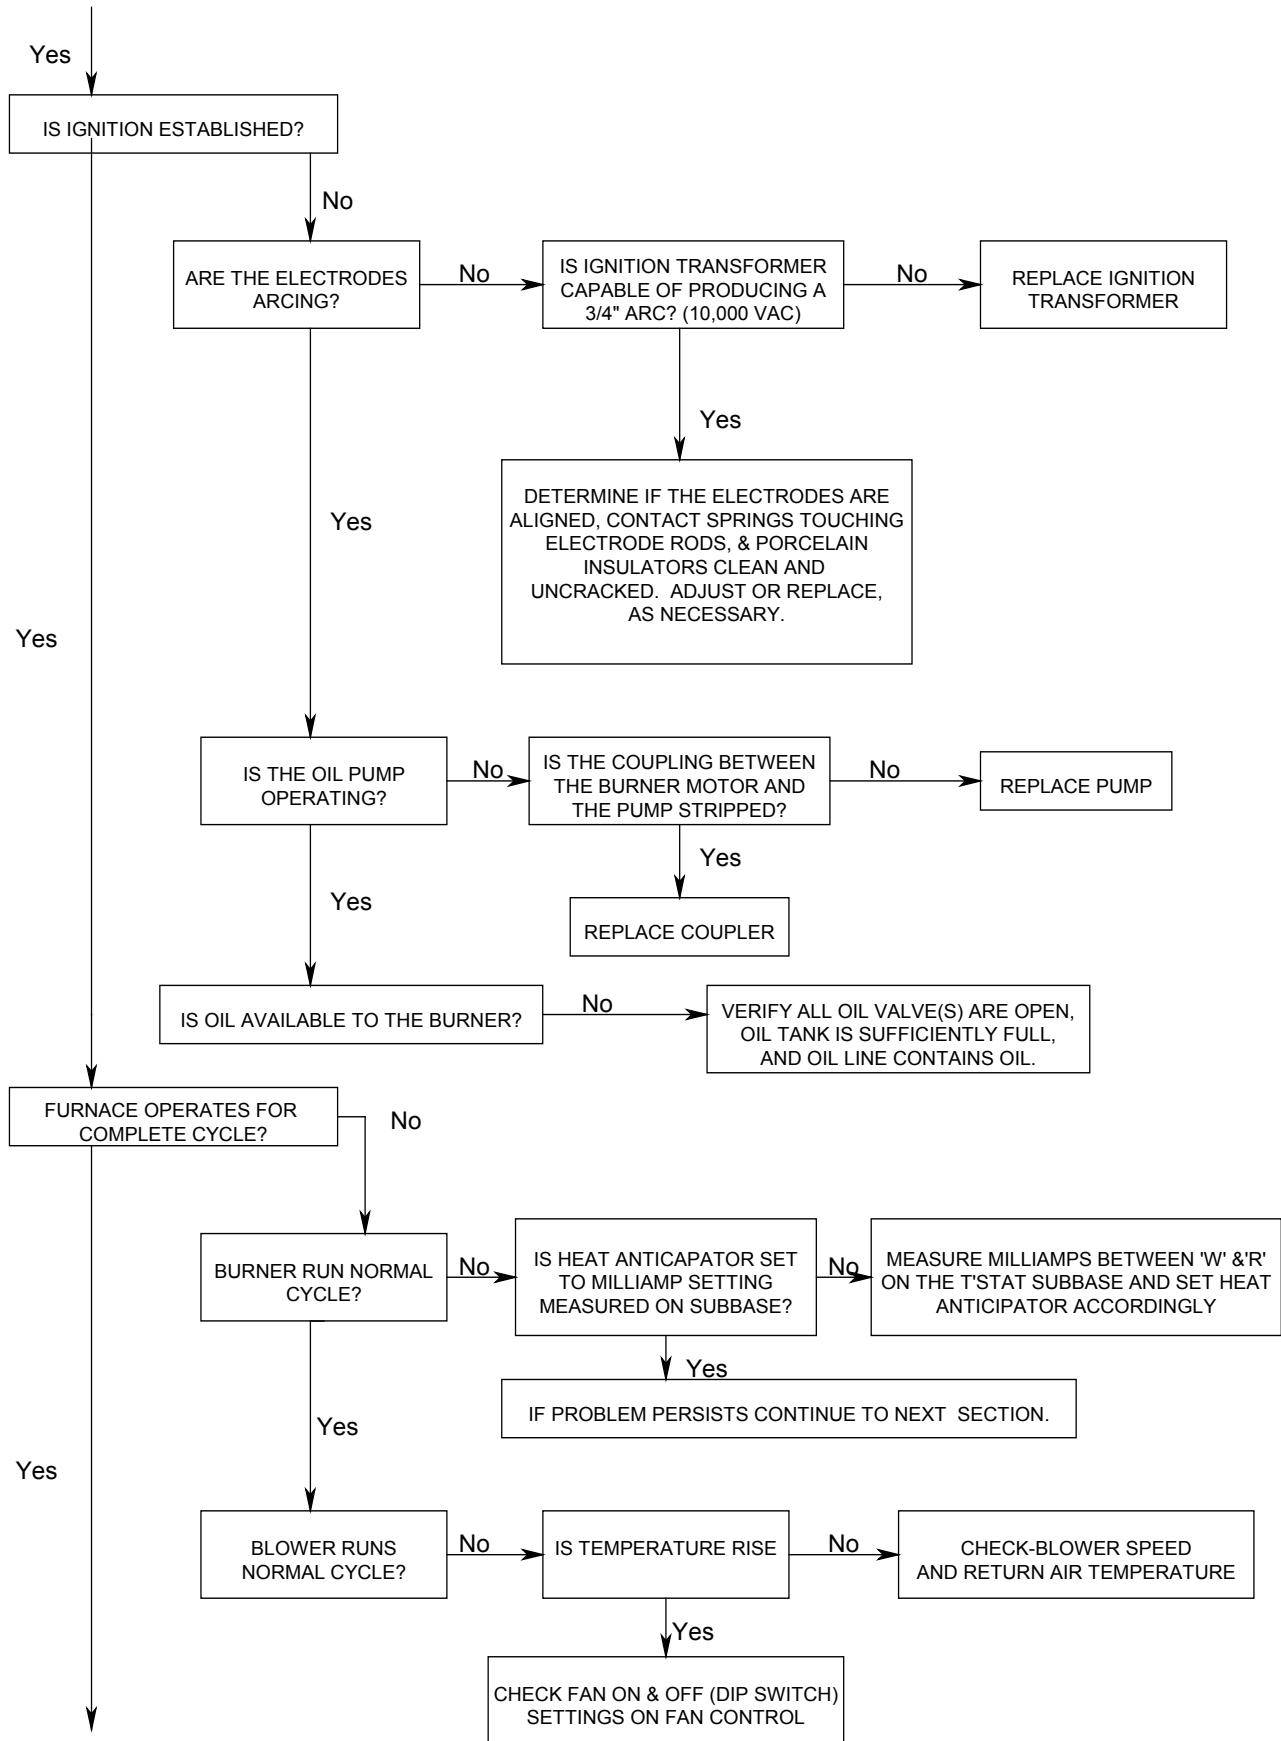 Yes
IS IGNITION ESTABLISHED?
No
ARE THE ELECTRODES
ARCING?
No
IS IGNITION TRANSFORMER
CAPABLE OF PRODUCING A
3/4" ARC? (10,000 VAC)
No
REPLACE IGNITION
TRANSFORMER
Yes
DETERMINE IF THE ELECTRODES ARE
ALIGNED, CONTACT SPRINGS TOUCHING
ELECTRODE RODS, & PORCELAIN
INSULATORS CLEAN AND
UNCRACKED. ADJUST OR REPLACE,
AS NECESSARY.
Yes
Yes
IS THE OIL PUMP
OPERATING?
No
IS THE COUPLING BETWEEN
THE BURNER MOTOR AND
THE PUMP STRIPPED?
No
REPLACE PUMP
Yes
REPLACE COUPLER
Yes
IS OIL AVAILABLE TO THE BURNER?
No
VERIFY ALL OIL VALVE(S) ARE OPEN,
OIL TANK IS SUFFICIENTLY FULL,
AND OIL LINE CONTAINS OIL.
FURNACE OPERATES FOR
COMPLETE CYCLE?
No
BURNER RUN NORMAL
CYCLE?
No
IS HEAT ANTICAPATOR SET
TO MILLIAMP SETTING
MEASURED ON SUBBASE?
No
MEASURE MILLIAMPS BETWEEN 'W' &'R'
ON THE T'STAT SUBBASE AND SET HEAT
ANTICIPATOR ACCORDINGLY
Yes
IF PROBLEM PERSISTS CONTINUE TO NEXT SECTION.
Yes
Yes
BLOWER RUNS
NORMAL CYCLE?
No
IS TEMPERATURE RISE
No
CHECK-BLOWER SPEED
AND RETURN AIR TEMPERATURE
Yes
CHECK FAN ON & OFF (DIP SWITCH)
SETTINGS ON FAN CONTROL